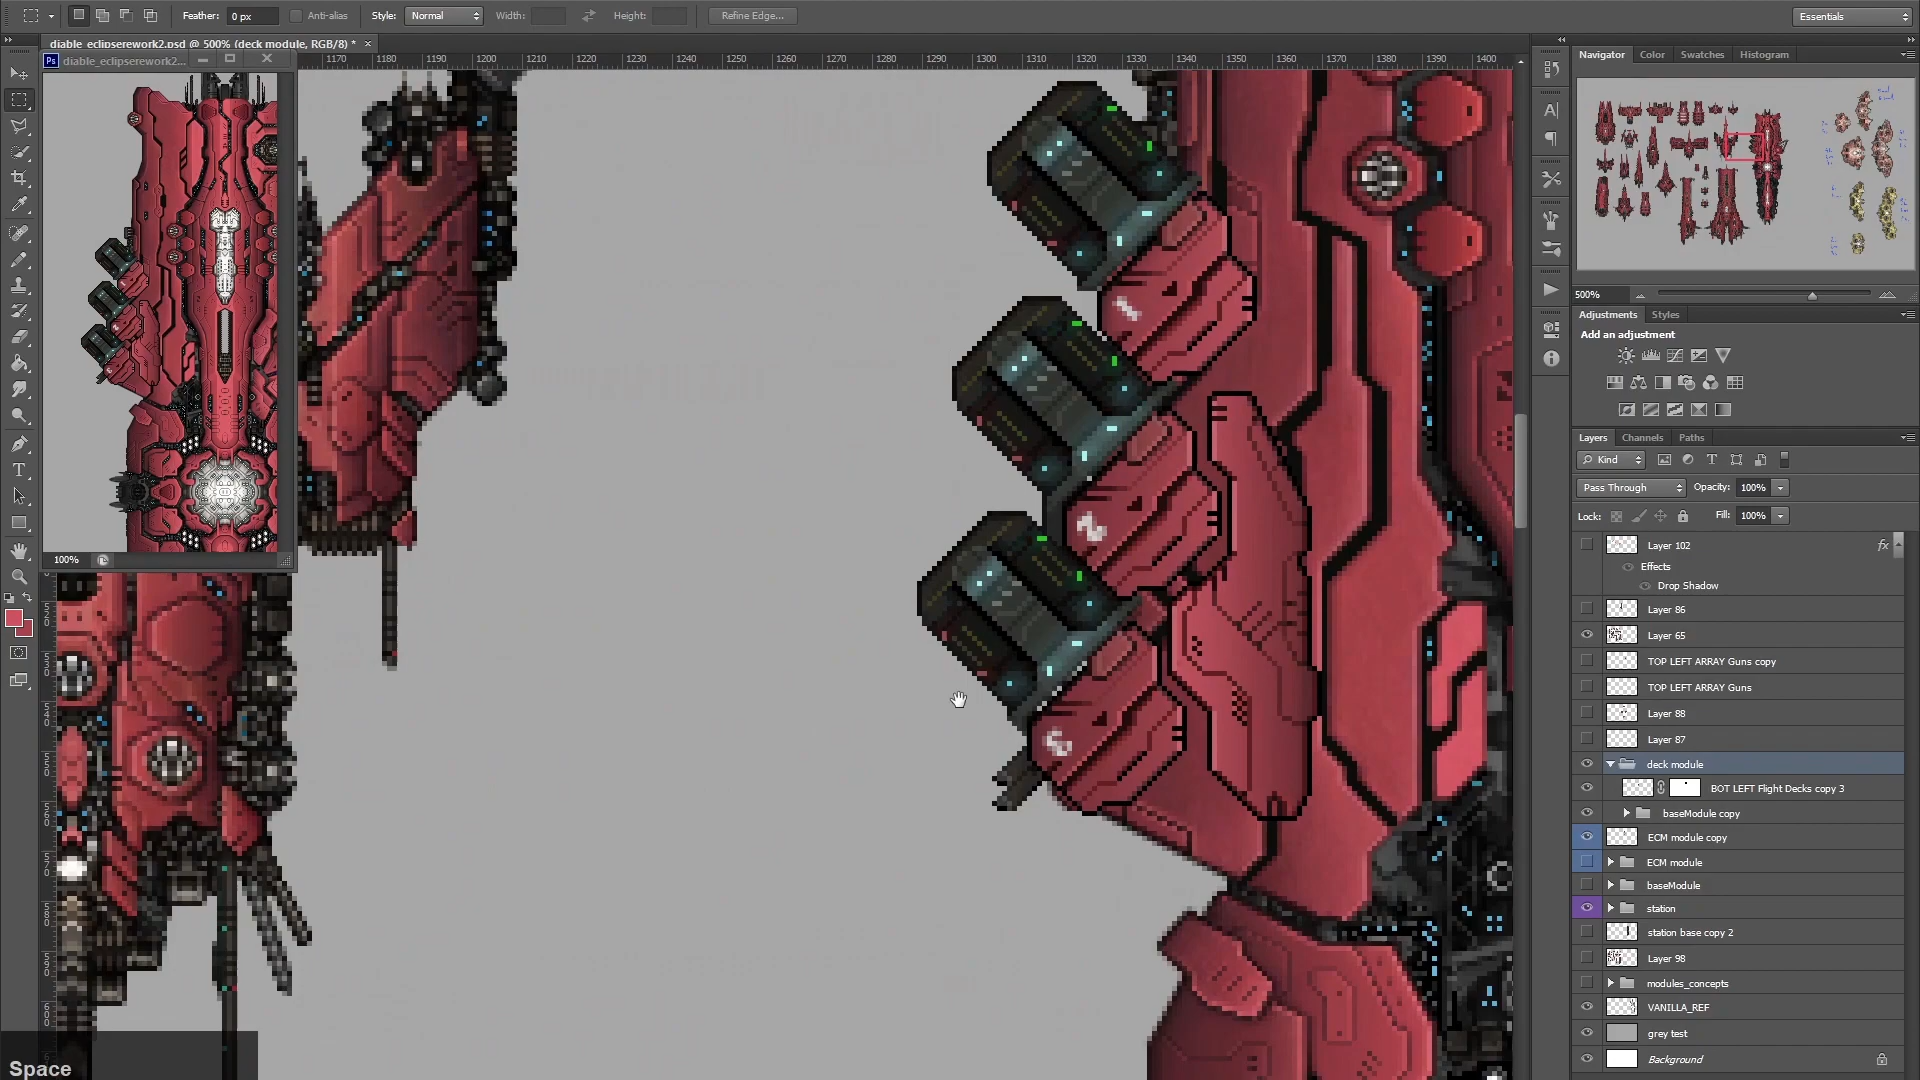 Feather: 0 px Anti-alias Style: Normal Width: Height: Refine Edge... Essentials
diable_eclipserework2.psd @ 500% (deck module, RGB/8) * ×
Ps diable_eclipserework2...
1170 1180 1190 1200 1210 1220 1230 1240 1250 1260 1270 1280 1290 1300 1310 1320 1330 1340 1350 1360 1370 1380 1390 1400
100%
Space
Navigator Color Swatches Histogram
500%
Adjustments Styles
Add an adjustment
Layers Channels Paths
Kind
Pass Through Opacity: 100%
Lock: Fill: 100%
Layer 102 fx
Effects
Drop Shadow
Layer 86
Layer 65
TOP LEFT ARRAY Guns copy
TOP LEFT ARRAY Guns
Layer 88
Layer 87
deck module
BOT LEFT Flight Decks copy 3
baseModule copy
ECM module copy
ECM module
baseModule
station
station base copy 2
Layer 98
modules_concepts
VANILLA_REF
grey test
Background